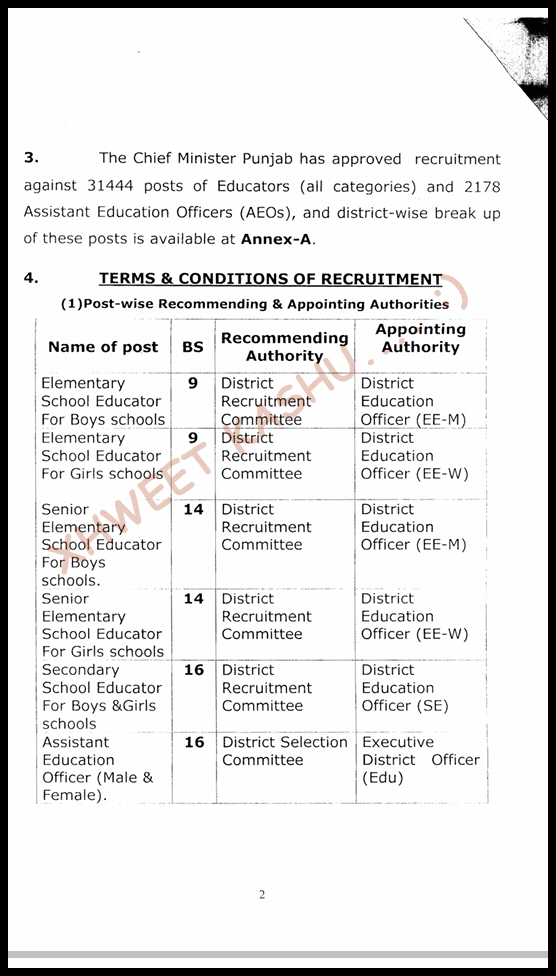 3. The Chief Minister Punjab has approved recruitment
against 31444 posts of Educators (all categories) and 2178
Assistant Education Officers (AEOs), and district-wise break up
of these posts is available at Annex-A.
4. TERMS & CONDITIONS OF RECRUITMENT
(1)Post-wise Recommending & Appointing Authorities
Name of post BS Recommending Authority Appointing Authority
Elementary 9 District District
School Educator Recruitment Education
For Boys schools Committee Officer (EE-M)
Elementary 9 District District
School Educator Recruitment Education
For Girls schools Committee Officer (EE-W)
Senior 14 District District
Elementary Recruitment Education
School Educator Committee Officer (EE-M)
For Boys
schools.
Senior 14 District District
Elementary Recruitment Education
School Educator Committee Officer (EE-W)
For Girls schools
Secondary 16 District District
School Educator Recruitment Education
For Boys &Girls Committee Officer (SE)
schools
Assistant 16 District Selection Executive
Education Committee District Officer
Officer (Male & (Edu)
Female).
XHWEET KASHU.... :)
2